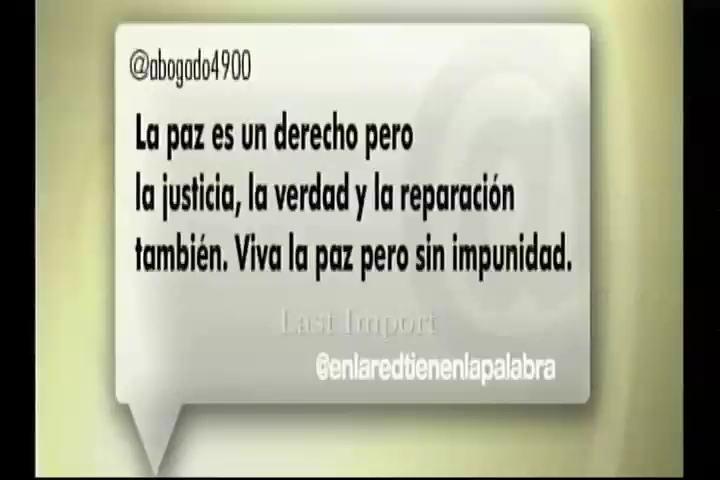 @abogado4900
La paz es un derecho pero
la justicia, la verdad y la reparación
también. Viva la paz pero sin impunidad.
Last Import
@enlaredtienenlapalabra